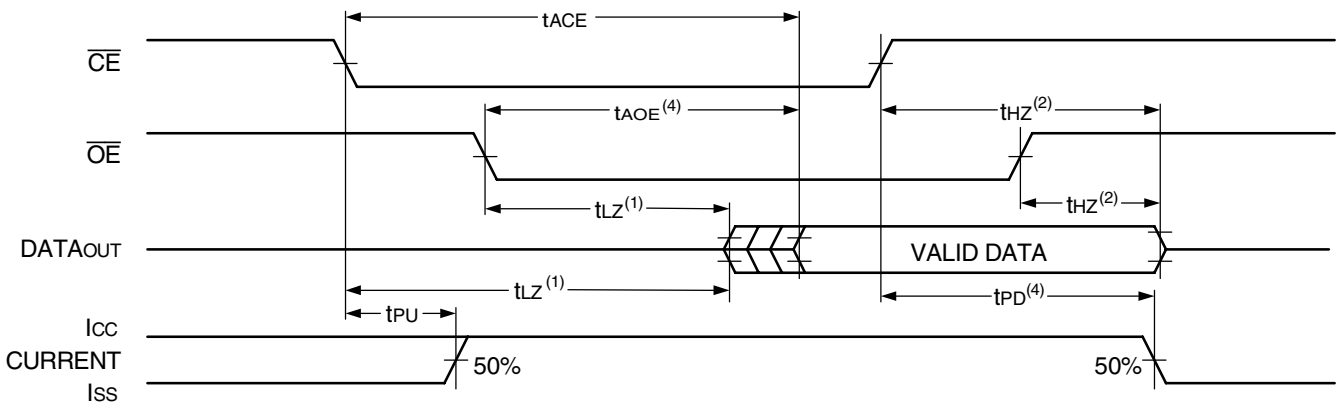 tACE
CE
tAOE(4)
tHZ(2)
OE
tHZ(2)
tLZ(1)
DATAOUT
VALID DATA
tLZ(1)
tPD(4)
tPU
ICC
CURRENT
50%
50%
ISS